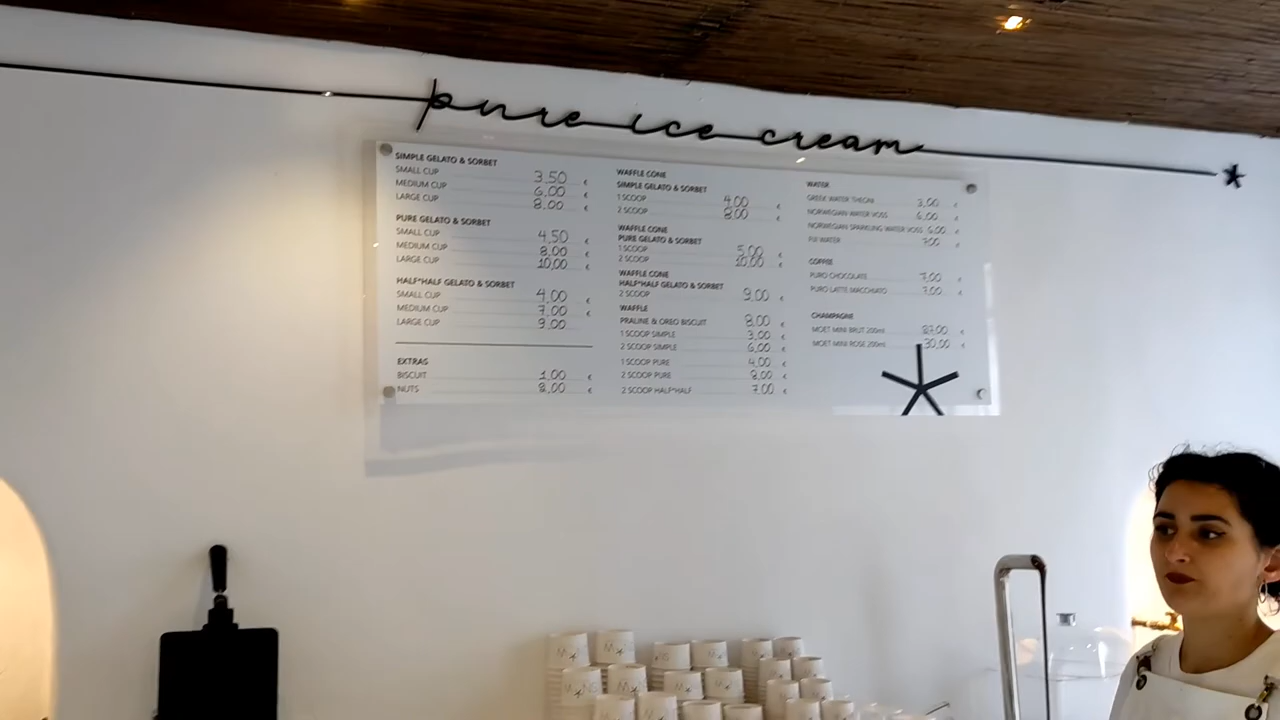 pure ice cream
SIMPLE GELATO & SORBET
SMALL CUP 3.50 €
MEDIUM CUP 6.00 €
LARGE CUP 8.00 €
PURE GELATO & SORBET
SMALL CUP 4.50 €
MEDIUM CUP 8.00 €
LARGE CUP 10.00 €
HALF*HALF GELATO & SORBET
SMALL CUP 4.00 €
MEDIUM CUP 7.00 €
LARGE CUP 9.00
EXTRAS
BISCUIT 1.00 €
NUTS €
WAFFLE CONE
SIMPLE GELATO & SORBET
1 SCOOP 4.00 €
2 SCOOP 8.00 €
WAFFLE CONE
PURE GELATO & SORBET
1 SCOOP 5.00 €
2 SCOOP 10.00 €
WAFFLE CONE
HALF*HALF GELATO & SORBET
2 SCOOP 9.00 €
WAFFLE
PRALINE & OREO BISCUIT 8.00 €
1 SCOOP SIMPLE 3.00 €
2 SCOOP SIMPLE 6.00 €
1 SCOOP PURE 4.00 €
2 SCOOP PURE 8.00 €
2 SCOOP HALF*HALF 7.00 €
WATER
GREEK WATER THEONI 3.00 €
NORWEGIAN WATER VOSS 6.00 €
NORWEGIAN SPARKLING WATER VOSS 6.00 €
FIJI WATER 7.00 €
COFFEE
PURO CHOCOLATE 7.00 €
PURO LATTE MACCHIATO 7.00 €
CHAMPAGNE
MOET MINI BRUT 200ml €
MOET MINI ROSE 200ml 30.00 €